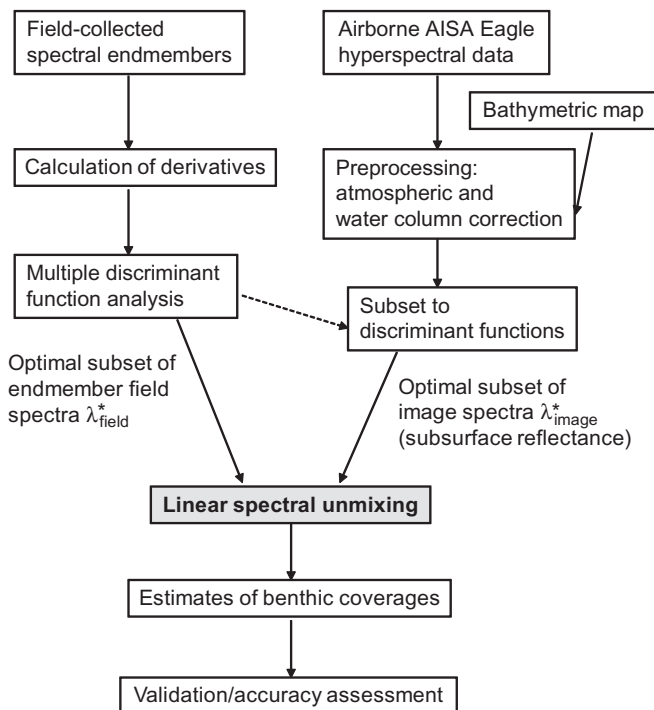 Field-collected
spectral endmembers
Airborne AISA Eagle
hyperspectral data
Bathymetric map
Calculation of derivatives
Preprocessing:
atmospheric and
water column correction
Multiple discriminant
function analysis
Subset to
discriminant functions
Optimal subset of
endmember field
spectra λ*field
Optimal subset of
image spectra λ*image
(subsurface reflectance)
Linear spectral unmixing
Estimates of benthic coverages
Validation/accuracy assessment